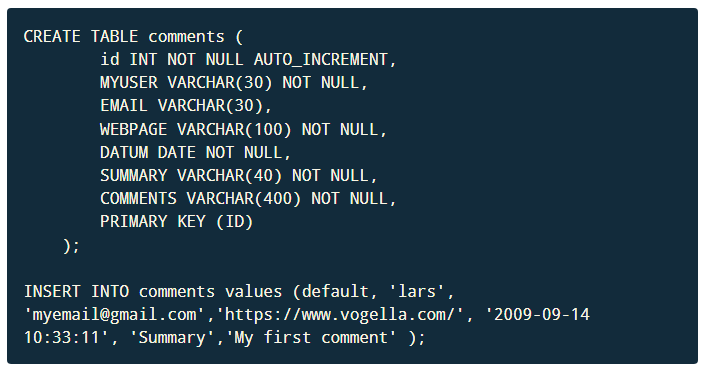 CREATE TABLE comments (
        id INT NOT NULL AUTO_INCREMENT,
        MYUSER VARCHAR(30) NOT NULL,
        EMAIL VARCHAR(30),
        WEBPAGE VARCHAR(100) NOT NULL,
        DATUM DATE NOT NULL,
        SUMMARY VARCHAR(40) NOT NULL,
        COMMENTS VARCHAR(400) NOT NULL,
        PRIMARY KEY (ID)
    );

INSERT INTO comments values (default, 'lars',
'myemail@gmail.com','https://www.vogella.com/', '2009-09-14
10:33:11', 'Summary','My first comment' );